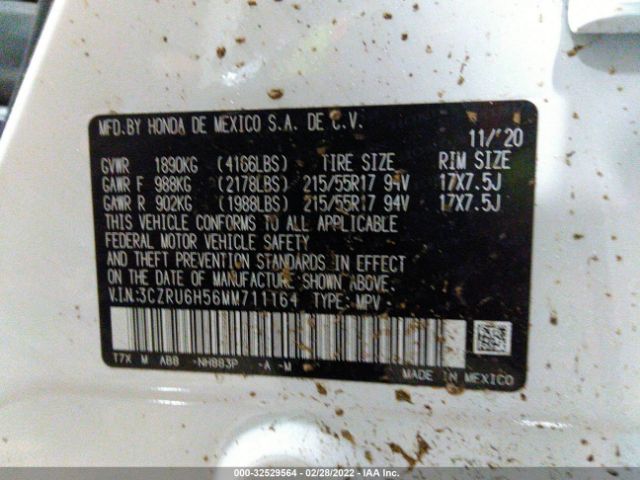 MFD.BY HONDA DE MEXICO S.A. DE C.V.
11/'20
GVWR 1890KG (4166LBS) TIRE SIZE RIM SIZE
GAWR F 988KG (2178LBS) 215/55R17 94V 17X7.5J
GAWR R 902KG (1988LBS) 215/55R17 94V 17X7.5J
THIS VEHICLE CONFORMS TO ALL APPLICABLE
FEDERAL MOTOR VEHICLE SAFETY
AND THEFT PREVENTION STANDARDS IN EFFECT
ON THE DATE OF MANUFACTURE SHOWN ABOVE.
V.I.N:3CZRU6H56MM711164 TYPE: MPV
T7X M AB8 -NH883P -A -M
MADE IN MEXICO
000-32529564 - 02/28/2022 - IAA Inc.